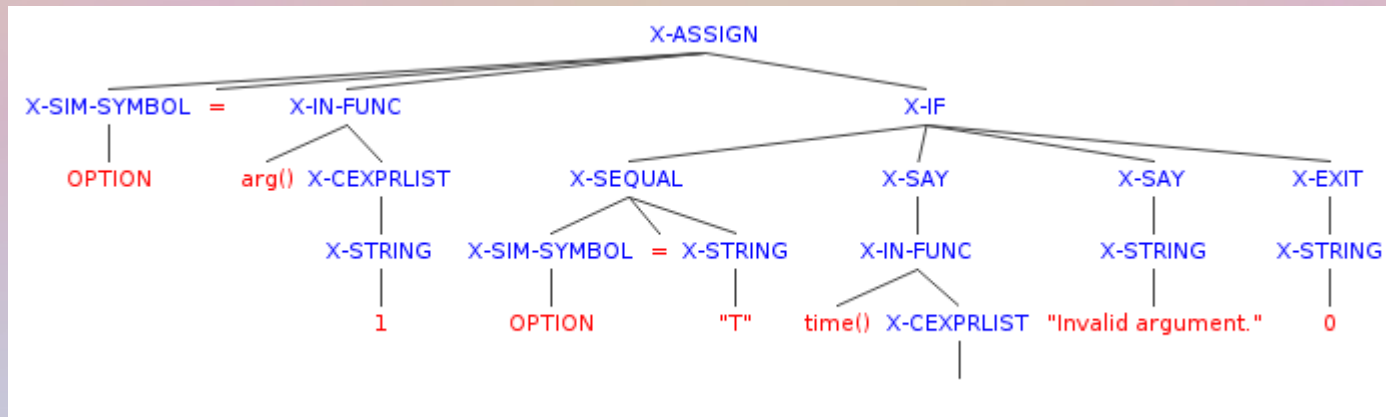 X-ASSIGN
X-SIM-SYMBOL = X-IN-FUNC X-IF
OPTION arg() X-CEXPRLIST X-SEQUAL X-SAY X-SAY X-EXIT
X-STRING X-SIM-SYMBOL = X-STRING X-IN-FUNC X-STRING X-STRING
1 OPTION "T" time() X-CEXPRLIST "Invalid argument." 0